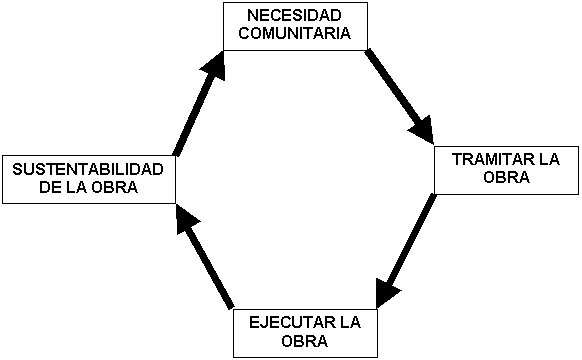 NECESIDAD
COMUNITARIA
TRAMITAR LA
OBRA
EJECUTAR LA
OBRA
SUSTENTABILIDAD
DE LA OBRA